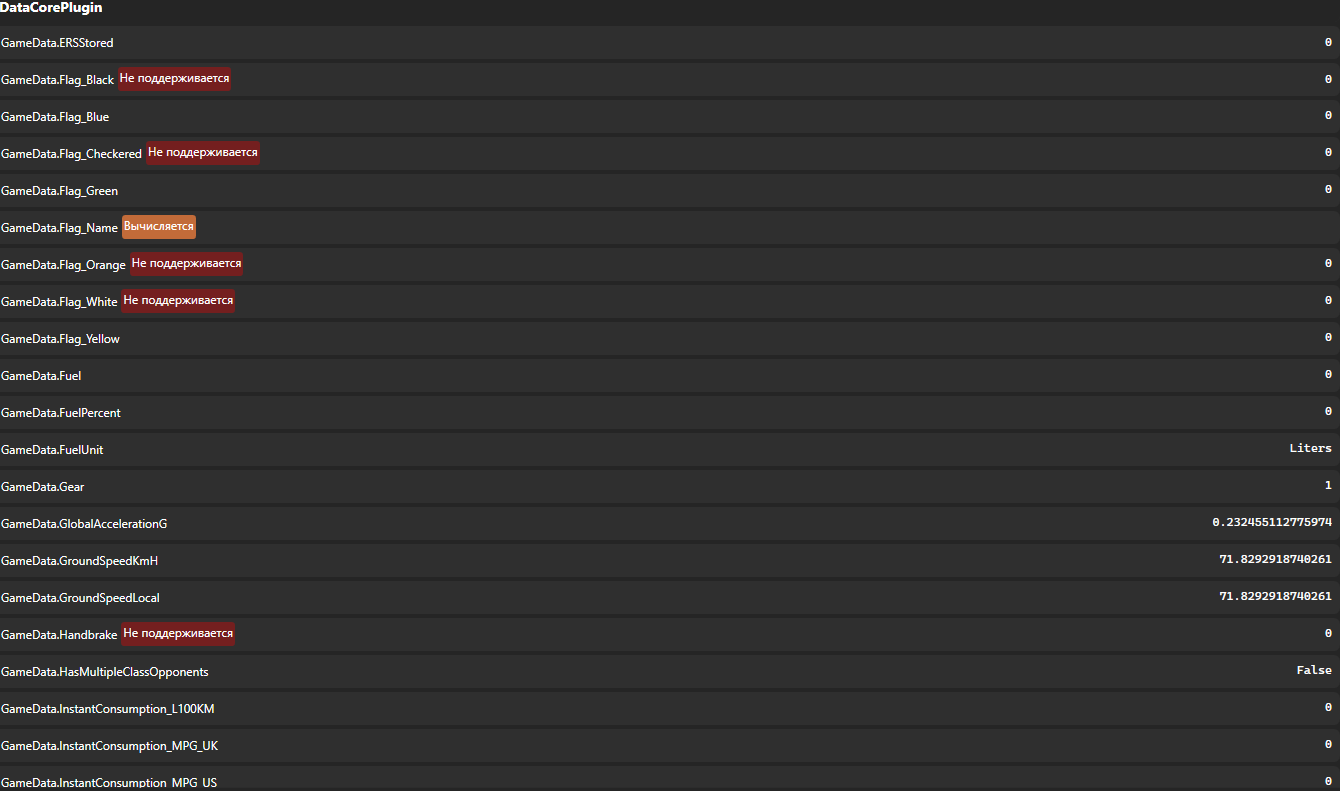 DataCorePlugin
GameData.ERSStored 0
GameData.Flag_Black Не поддерживается 0
GameData.Flag_Blue 0
GameData.Flag_Checkered Не поддерживается 0
GameData.Flag_Green 0
GameData.Flag_Name Вычисляется
GameData.Flag_Orange Не поддерживается 0
GameData.Flag_White Не поддерживается 0
GameData.Flag_Yellow 0
GameData.Fuel 0
GameData.FuelPercent 0
GameData.FuelUnit Liters
GameData.Gear 1
GameData.GlobalAccelerationG 0.232455112775974
GameData.GroundSpeedKmH 71.8292918740261
GameData.GroundSpeedLocal 71.8292918740261
GameData.Handbrake Не поддерживается 0
GameData.HasMultipleClassOpponents False
GameData.InstantConsumption_L100KM 0
GameData.InstantConsumption_MPG_UK 0
GameData.InstantConsumption_MPG_US 0